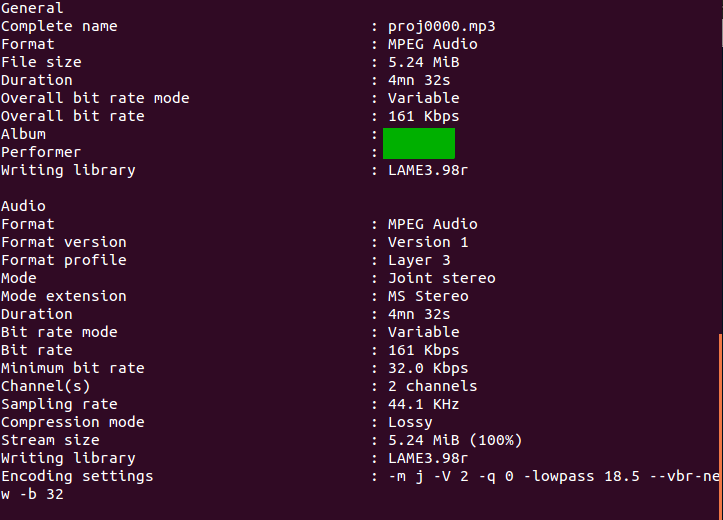 General
Complete name : proj0000.mp3
Format : MPEG Audio
File size : 5.24 MiB
Duration : 4mn 32s
Overall bit rate mode : Variable
Overall bit rate : 161 Kbps
Album :
Performer :
Writing library : LAME3.98r
Audio
Format : MPEG Audio
Format version : Version 1
Format profile : Layer 3
Mode : Joint stereo
Mode extension : MS Stereo
Duration : 4mn 32s
Bit rate mode : Variable
Bit rate : 161 Kbps
Minimum bit rate : 32.0 Kbps
Channel(s) : 2 channels
Sampling rate : 44.1 KHz
Compression mode : Lossy
Stream size : 5.24 MiB (100%)
Writing library : LAME3.98r
Encoding settings : -m j -V 2 -q 0 -lowpass 18.5 --vbr-ne
w -b 32